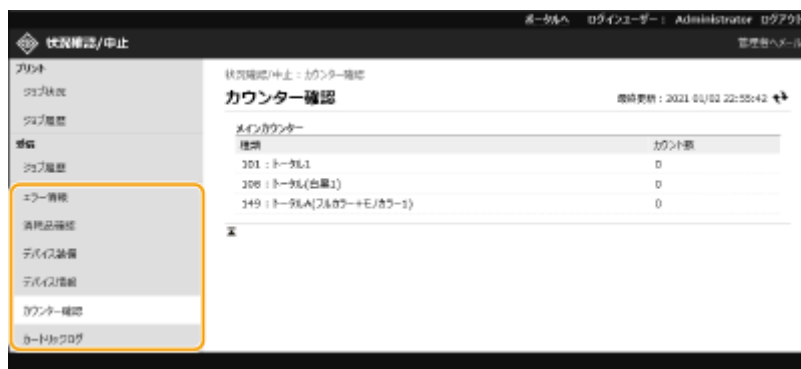 ポータルへ ログインユーザー： Administrator ログアウト
状況確認/中止
管理者へメール
プリント
ジョブ状況
ジョブ履歴
受信
ジョブ履歴
エラー情報
消耗品確認
デバイス装備
デバイス情報
カウンター確認
カートリッジログ
状況確認/中止：カウンター確認
カウンター確認
最終更新：2021 01/02 22:55:42
メインカウンター
種類 カウント数
101：トータル1 0
108：トータル(白黒1) 0
149：トータルA(フルカラー+モノカラー1) 0